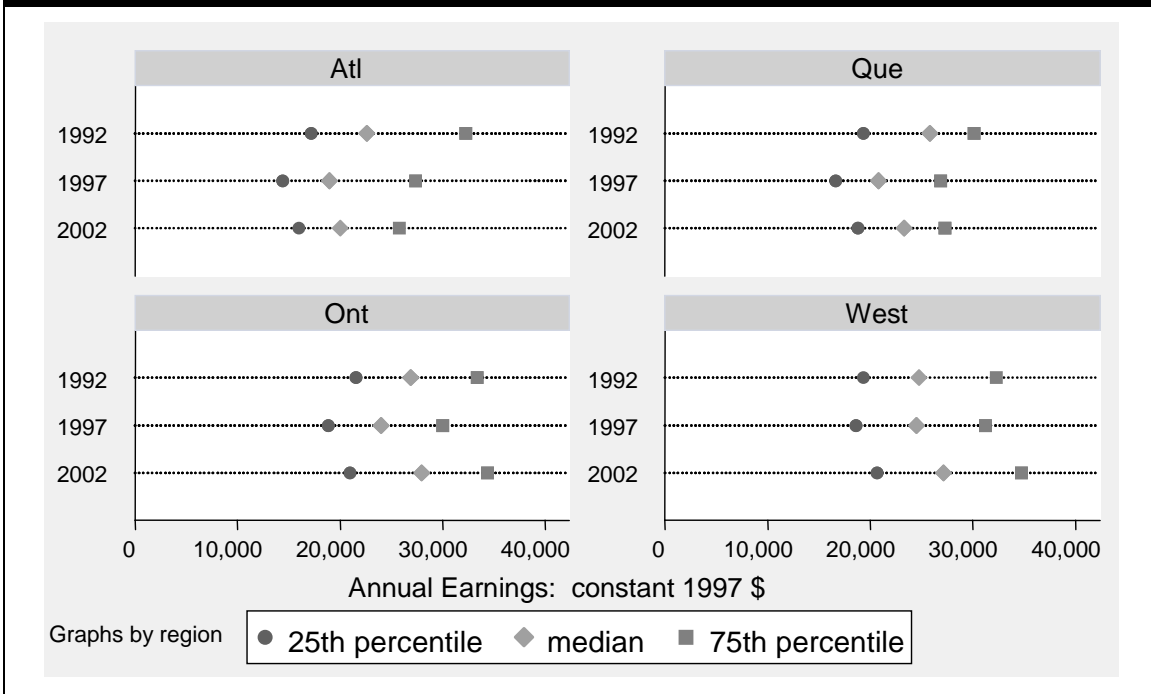 Atl
Que
1992
1997
2002
1992
1997
2002
Ont
West
1992
1997
2002
1992
1997
2002
0 10,000 20,000 30,000 40,000
0 10,000 20,000 30,000 40,000
Annual Earnings: constant 1997 $
Graphs by region
25th percentile median 75th percentile